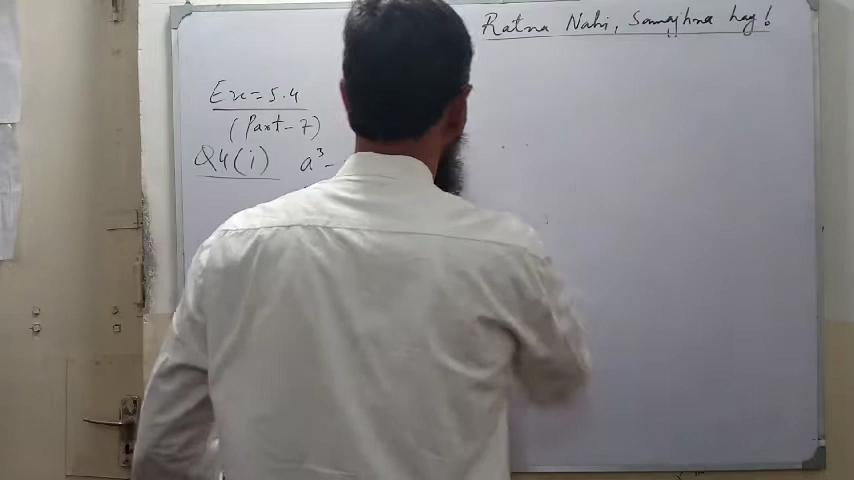 Ratna Nahi, Samajhna hay!
Ex = 5.4
(Part-7)
Q4(i) a³-